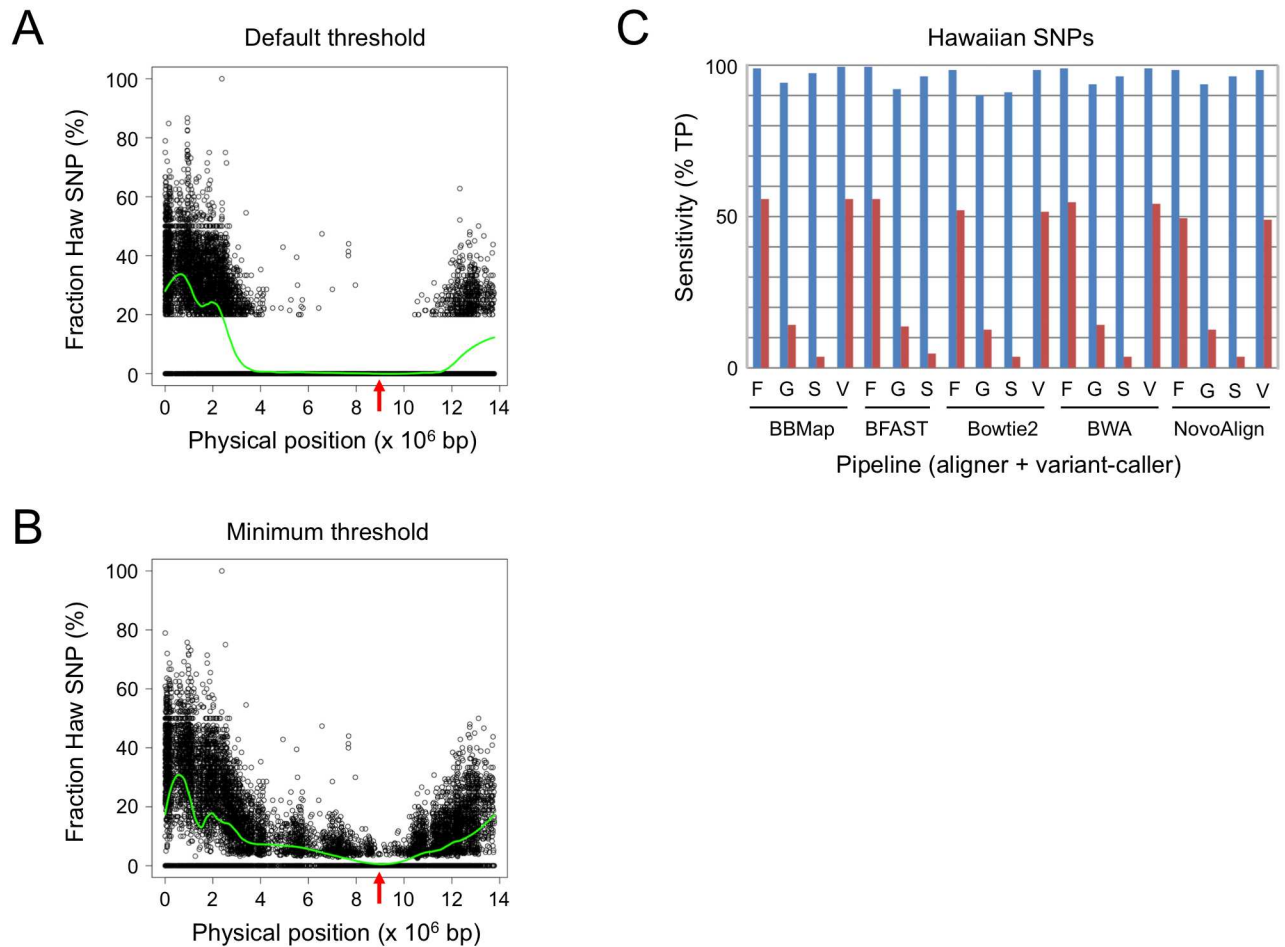 A
Default threshold
Fraction Haw SNP (%)
100
80
60
40
20
0
0 2 4 6 8 10 12 14
Physical position (x 10⁶ bp)
B
Minimum threshold
Fraction Haw SNP (%)
100
80
60
40
20
0
0 2 4 6 8 10 12 14
Physical position (x 10⁶ bp)
C
Hawaiian SNPs
Sensitivity (% TP)
100
50
0
F G S V F G S F G S V F G S V F G S V
BBMap BFAST Bowtie2 BWA NovoAlign
Pipeline (aligner + variant-caller)